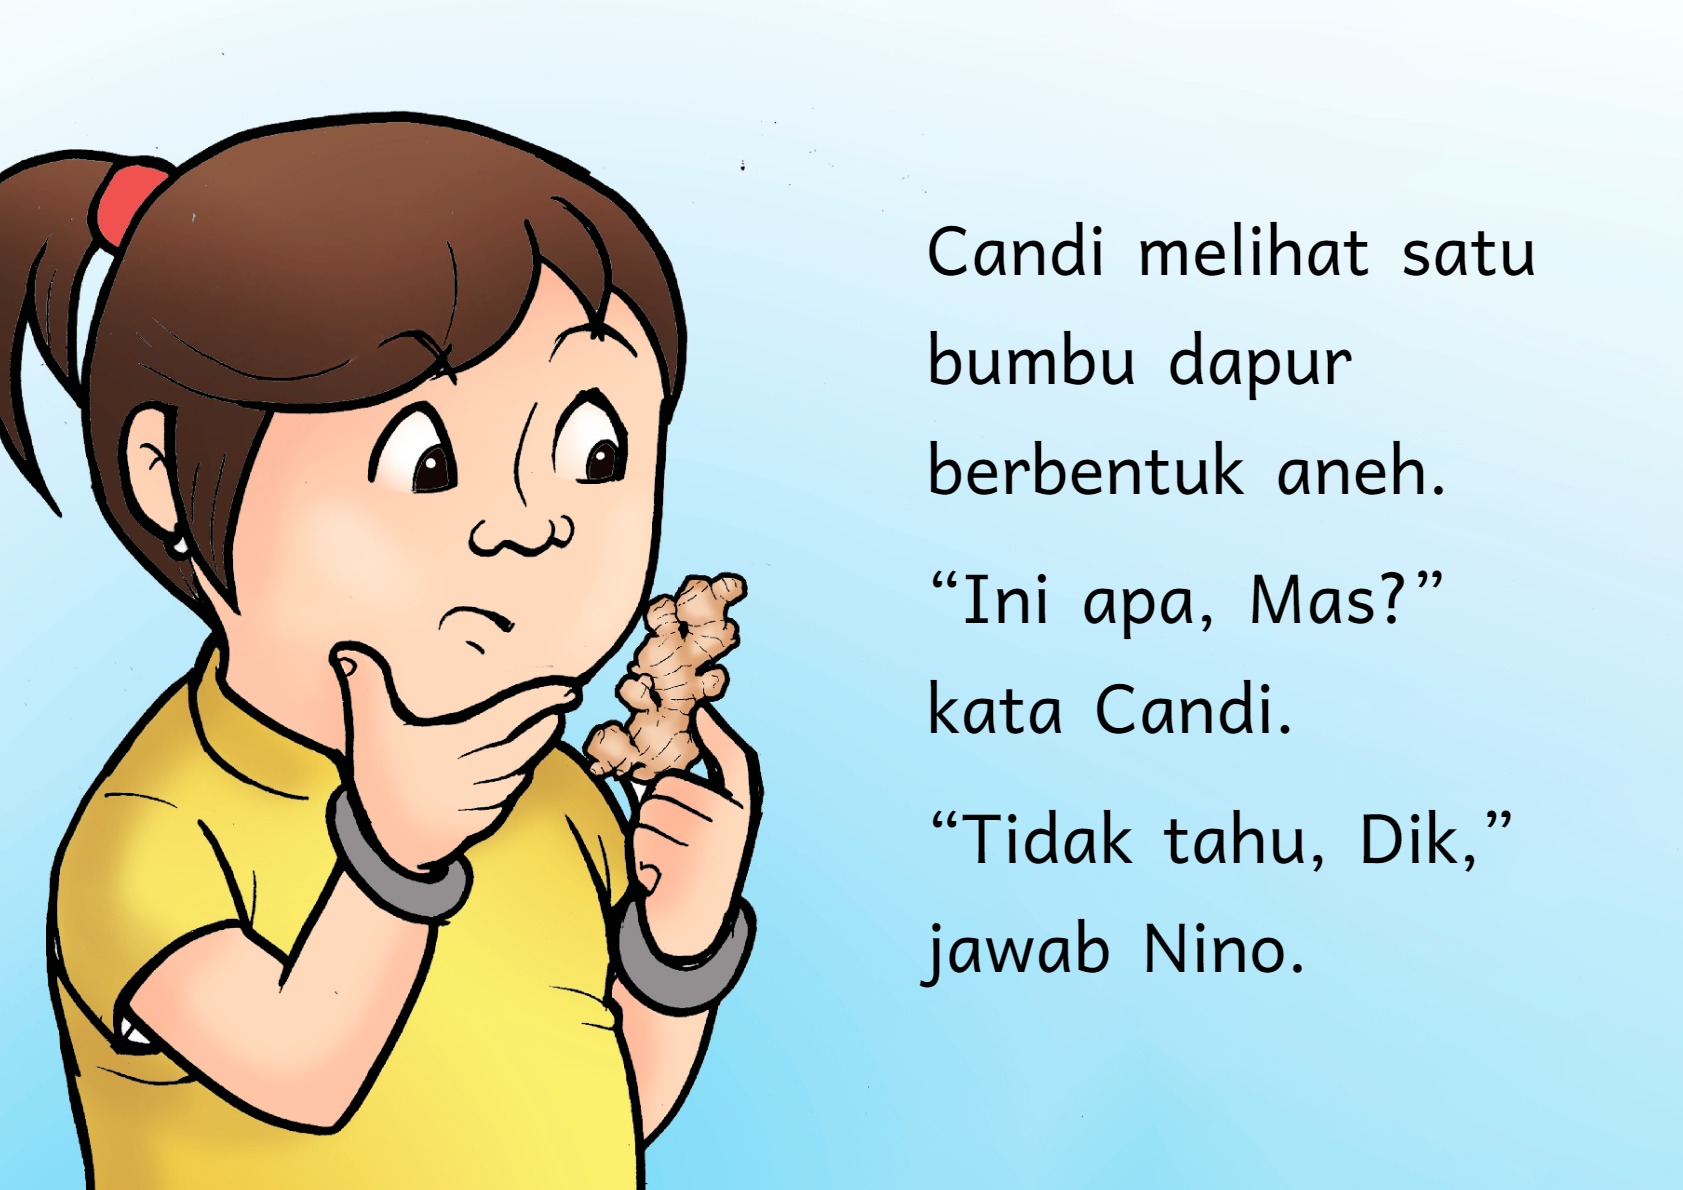 Candi melihat satu
bumbu dapur
berbentuk aneh.
“Ini apa, Mas?”
kata Candi.
“Tidak tahu, Dik,”
jawab Nino.